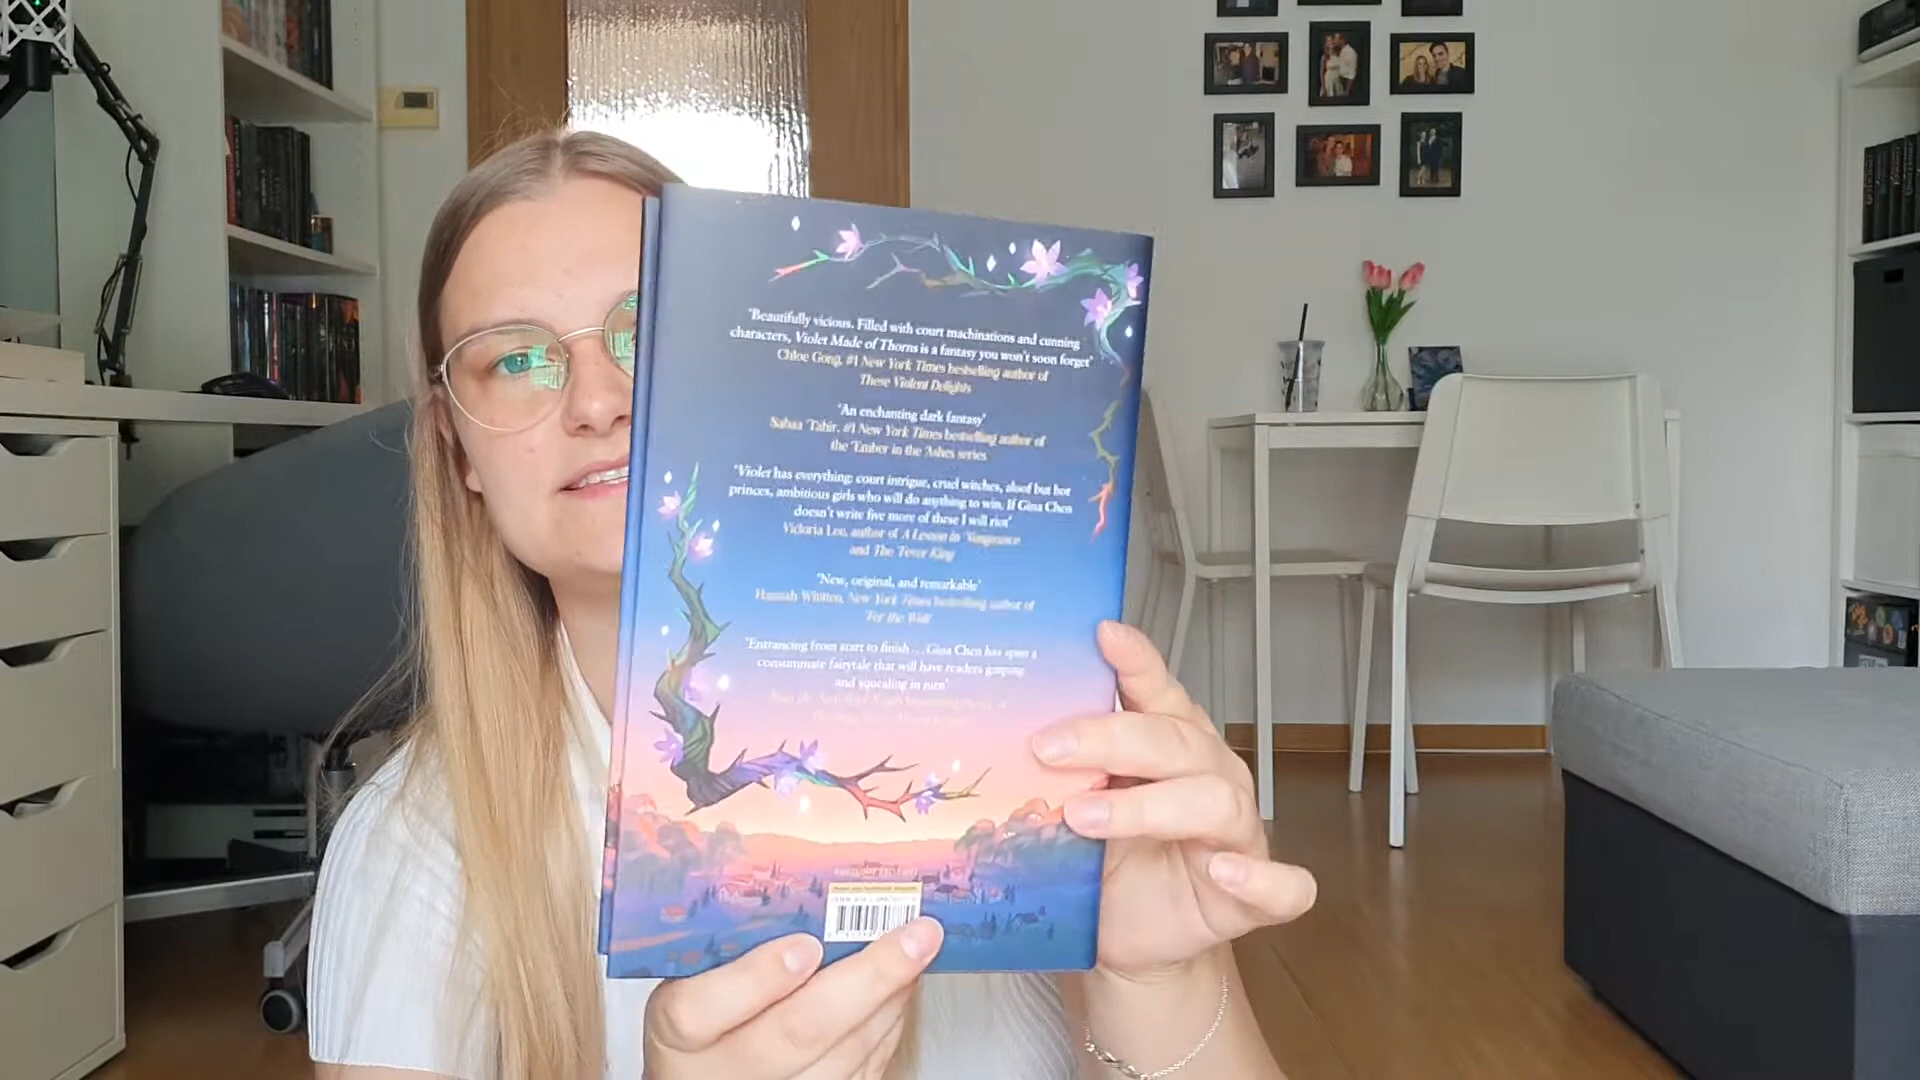 'Beautifully vicious. Filled with court machinations and cunning
characters, Violet Made of Thorns is a fantasy you won't soon forget'
Chloe Gong, #1 New York Times bestselling author of
These Violent Delights
'An enchanting dark fantasy'
Sabaa Tahir, #1 New York Times bestselling author of
the Ember in the Ashes series
'Violet has everything: court intrigue, cruel witches, aloof but hot
princes, ambitious girls who will do anything to win. If Gina Chen
doesn't write five more of these I will riot'
Victoria Lee, author of A Lesson in Vengeance
and The Fever King
'New, original, and remarkable'
Hannah Whitten, New York Times bestselling author of
For the Wolf
'Entrancing from start to finish... Gina Chen has spun a
consummate fairytale that will have readers gasping
and squealing in turn'